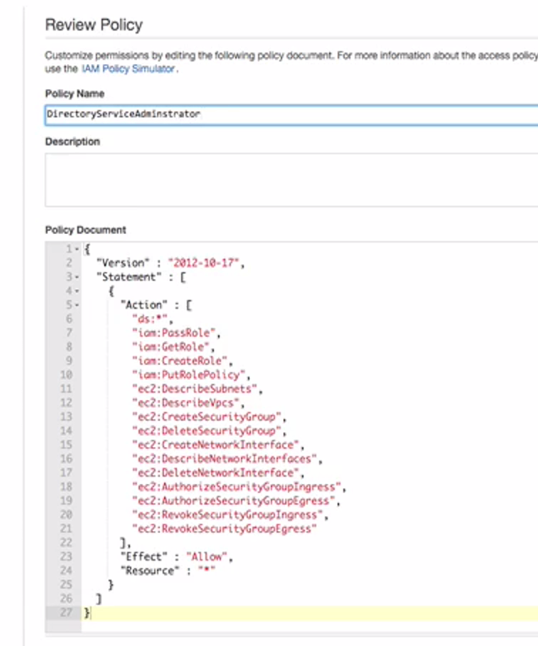 Review Policy
Customize permissions by editing the following policy document. For more information about the access policy
use the IAM Policy Simulator.
Policy Name
DirectoryServiceAdminstrator
Description
Policy Document
1 {
2 "Version" : "2012-10-17",
3 "Statement" : [
4 {
5 "Action" : [
6 "ds:*",
7 "iam:PassRole",
8 "iam:GetRole",
9 "iam:CreateRole",
10 "iam:PutRolePolicy",
11 "ec2:DescribeSubnets",
12 "ec2:DescribeVpcs",
13 "ec2:CreateSecurityGroup",
14 "ec2:DeleteSecurityGroup",
15 "ec2:CreateNetworkInterface",
16 "ec2:DescribeNetworkInterfaces",
17 "ec2:DeleteNetworkInterface",
18 "ec2:AuthorizeSecurityGroupIngress",
19 "ec2:AuthorizeSecurityGroupEgress",
20 "ec2:RevokeSecurityGroupIngress",
21 "ec2:RevokeSecurityGroupEgress"
22 ],
23 "Effect" : "Allow",
24 "Resource" : "*"
25 }
26 ]
27 }